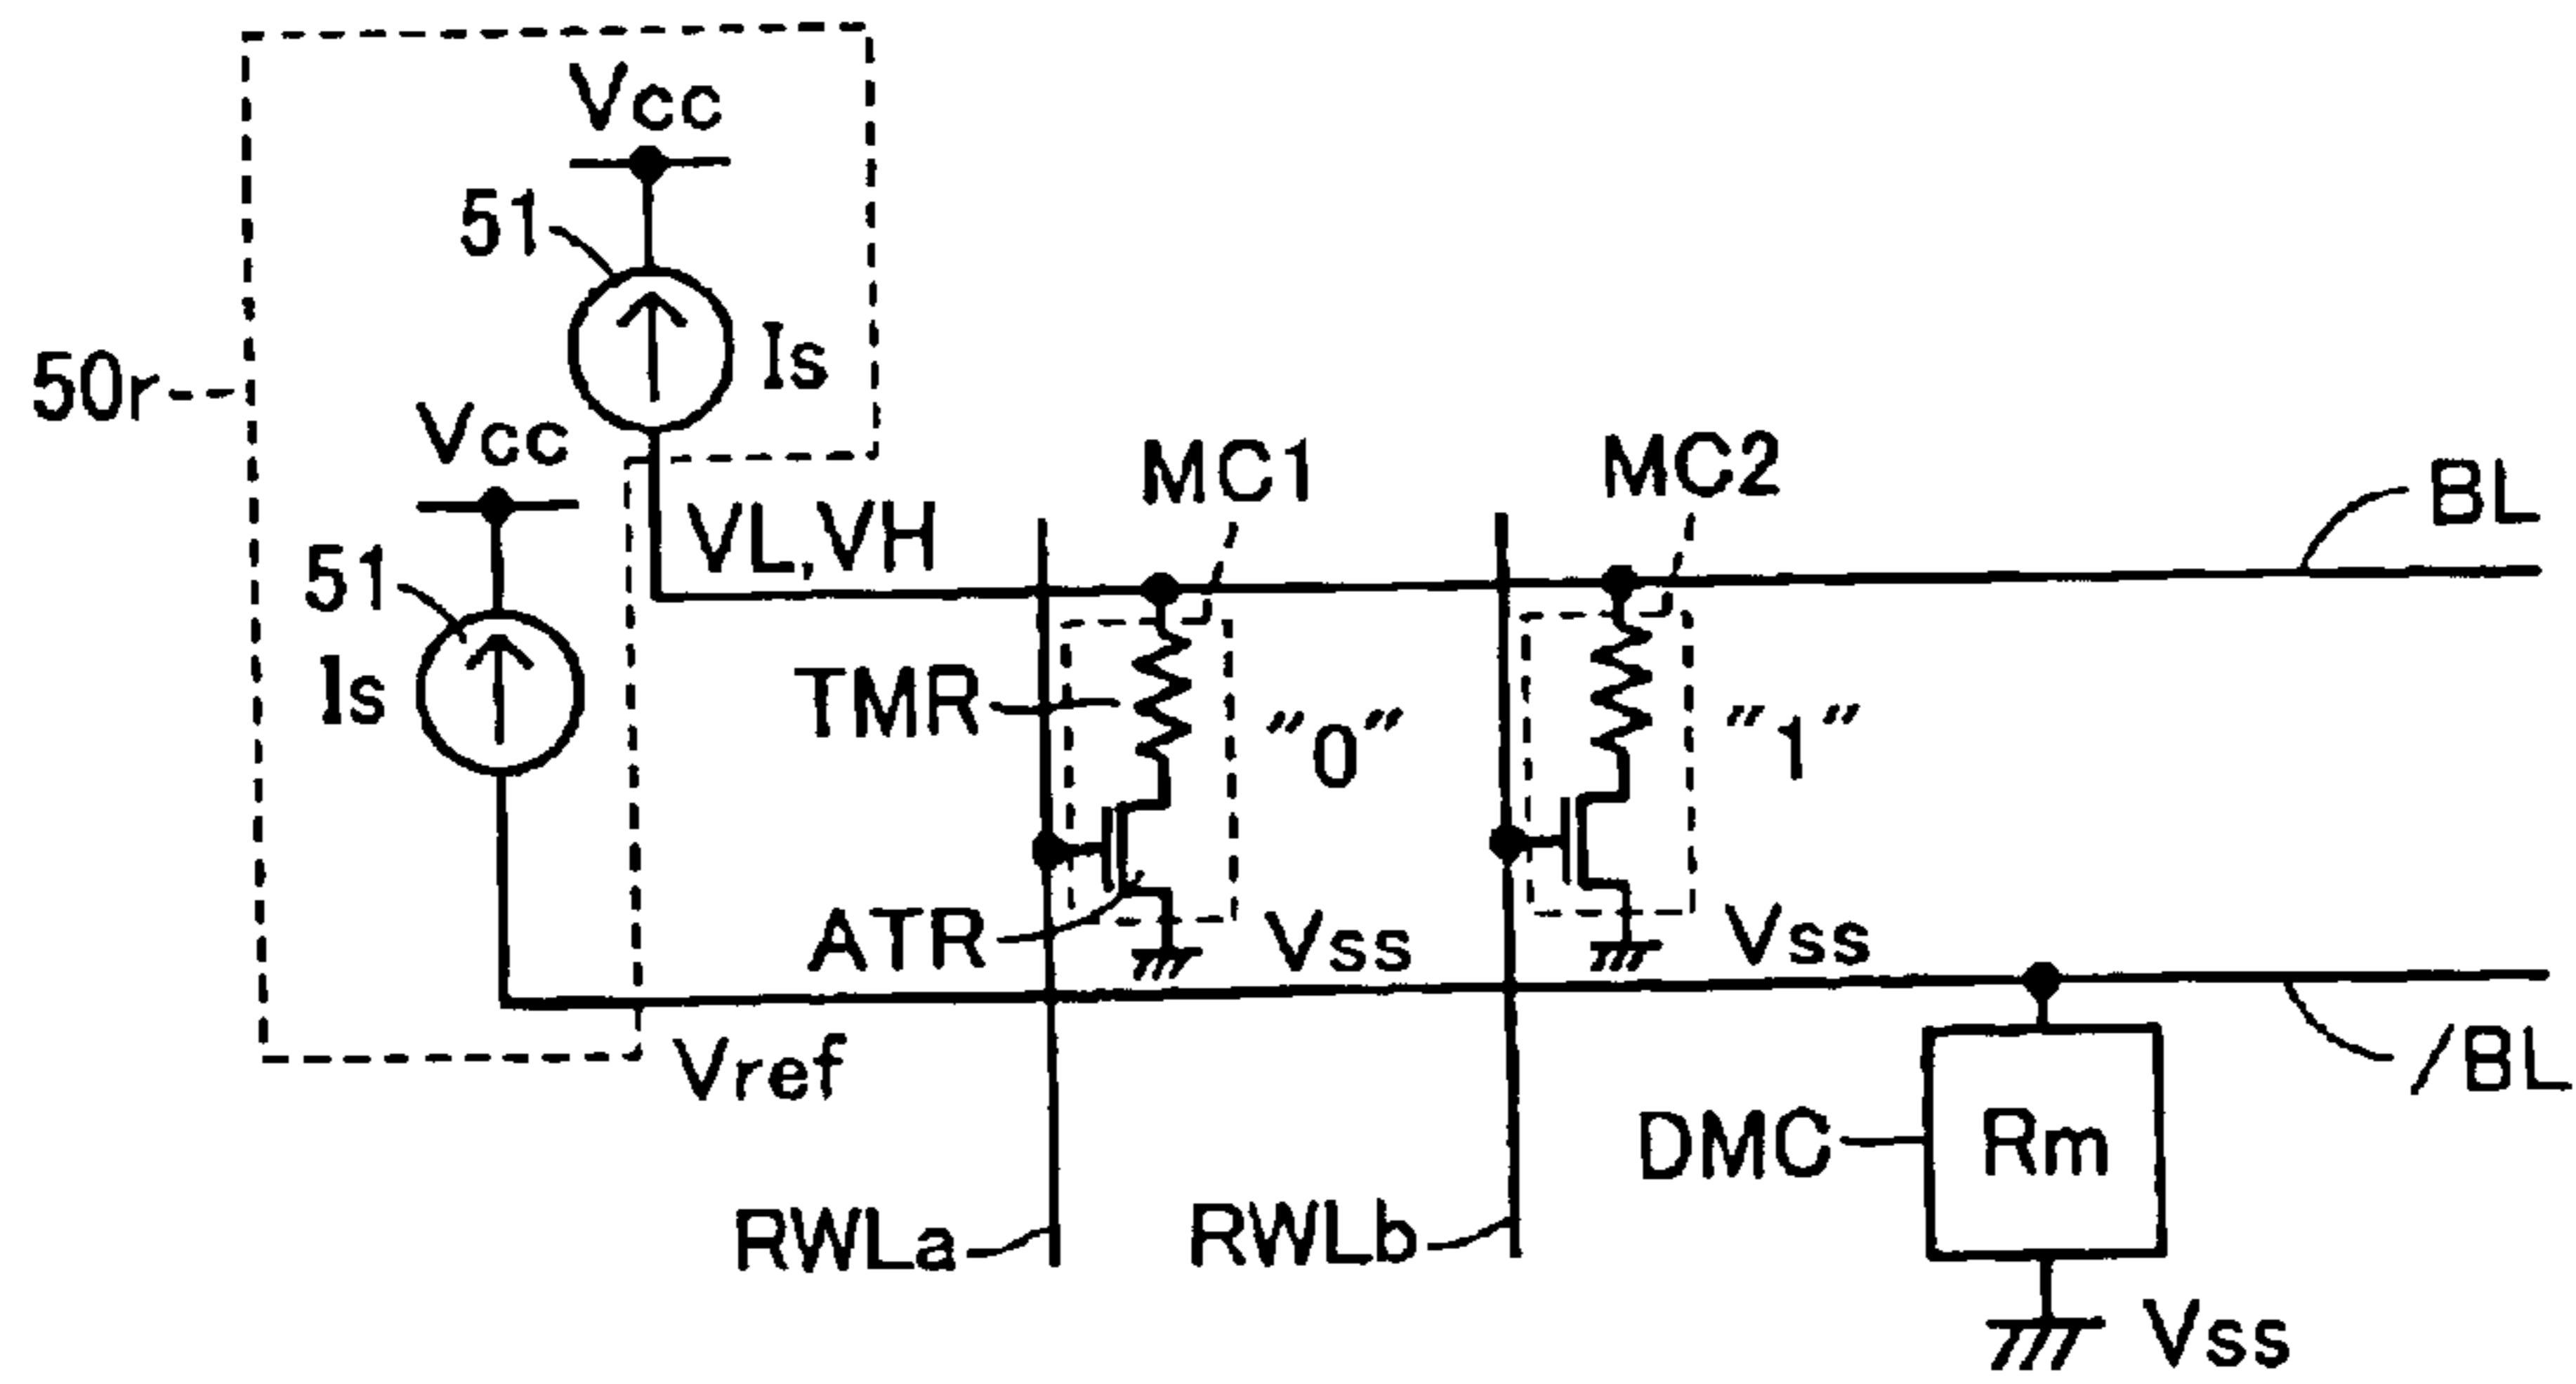 Vcc
51
Is
50r
Vcc
51
Is
VL,VH
MC1
MC2
BL
TMR
"0"
"1"
ATR
Vss
Vss
Vref
/BL
DMC
Rm
RWLa
RWLb
Vss